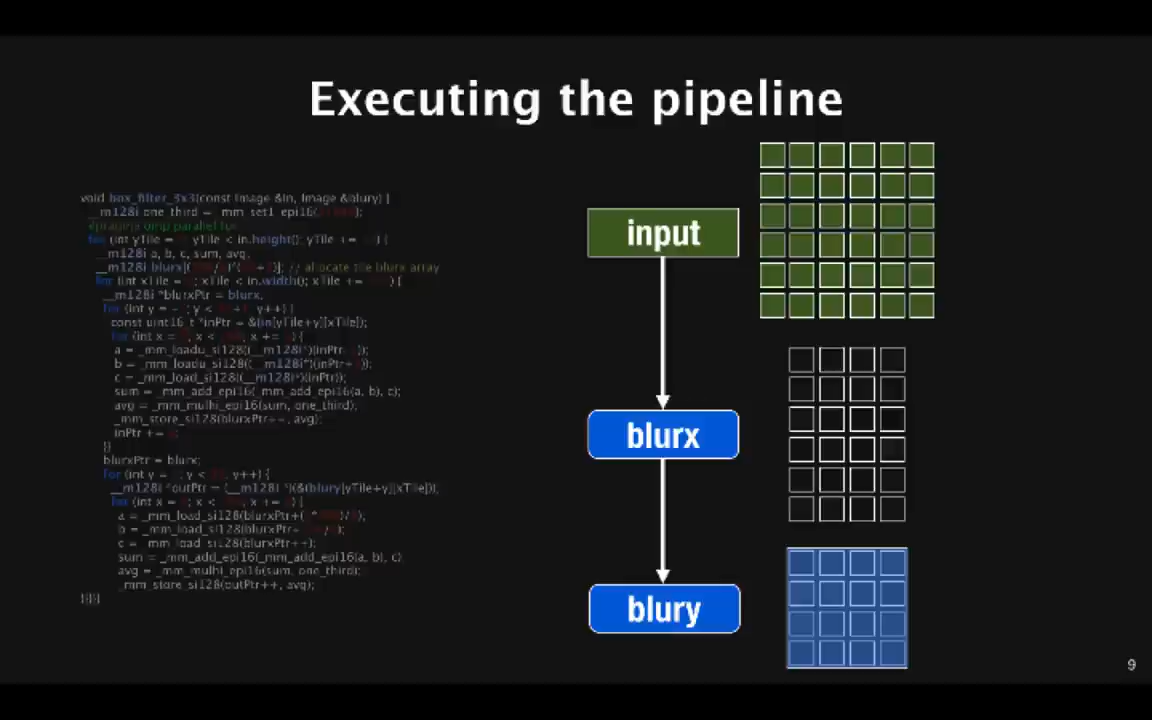 Executing the pipeline
void box_filter_3x3(const Image &in, Image &blury) {
__m128i one_third = _mm_set1_epi16( );
#pragma omp parallel for
for (int yTile = ; yTile < in.height(); yTile += ) {
__m128i a, b, c, sum, avg;
__m128i blurx[( / )*( + )]; // allocate tile blurx array
for (int xTile = ; xTile < in.width(); xTile += ) {
__m128i *blurxPtr = blurx;
for (int y = - ; y < + ; y++) {
const uint16_t *inPtr = &(in[yTile+y][xTile]);
for (int x = ; x < ; x += ) {
a = _mm_loadu_si128((__m128i*)(inPtr- ));
b = _mm_loadu_si128((__m128i*)(inPtr+ ));
c = _mm_load_si128((__m128i*)(inPtr));
sum = _mm_add_epi16(_mm_add_epi16(a, b), c);
avg = _mm_mulhi_epi16(sum, one_third);
_mm_store_si128(blurxPtr++, avg);
inPtr += ;
}}
blurxPtr = blurx;
for (int y = ; y < ; y++) {
__m128i *outPtr = (__m128i *)(&(blury[yTile+y][xTile]));
for (int x = ; x < ; x += ) {
a = _mm_load_si128(blurxPtr+( * )/ );
b = _mm_load_si128(blurxPtr+ / );
c = _mm_load_si128(blurxPtr++);
sum = _mm_add_epi16(_mm_add_epi16(a, b), c);
avg = _mm_mulhi_epi16(sum, one_third);
_mm_store_si128(outPtr++, avg);
}}}}}
input
blurx
blury
9